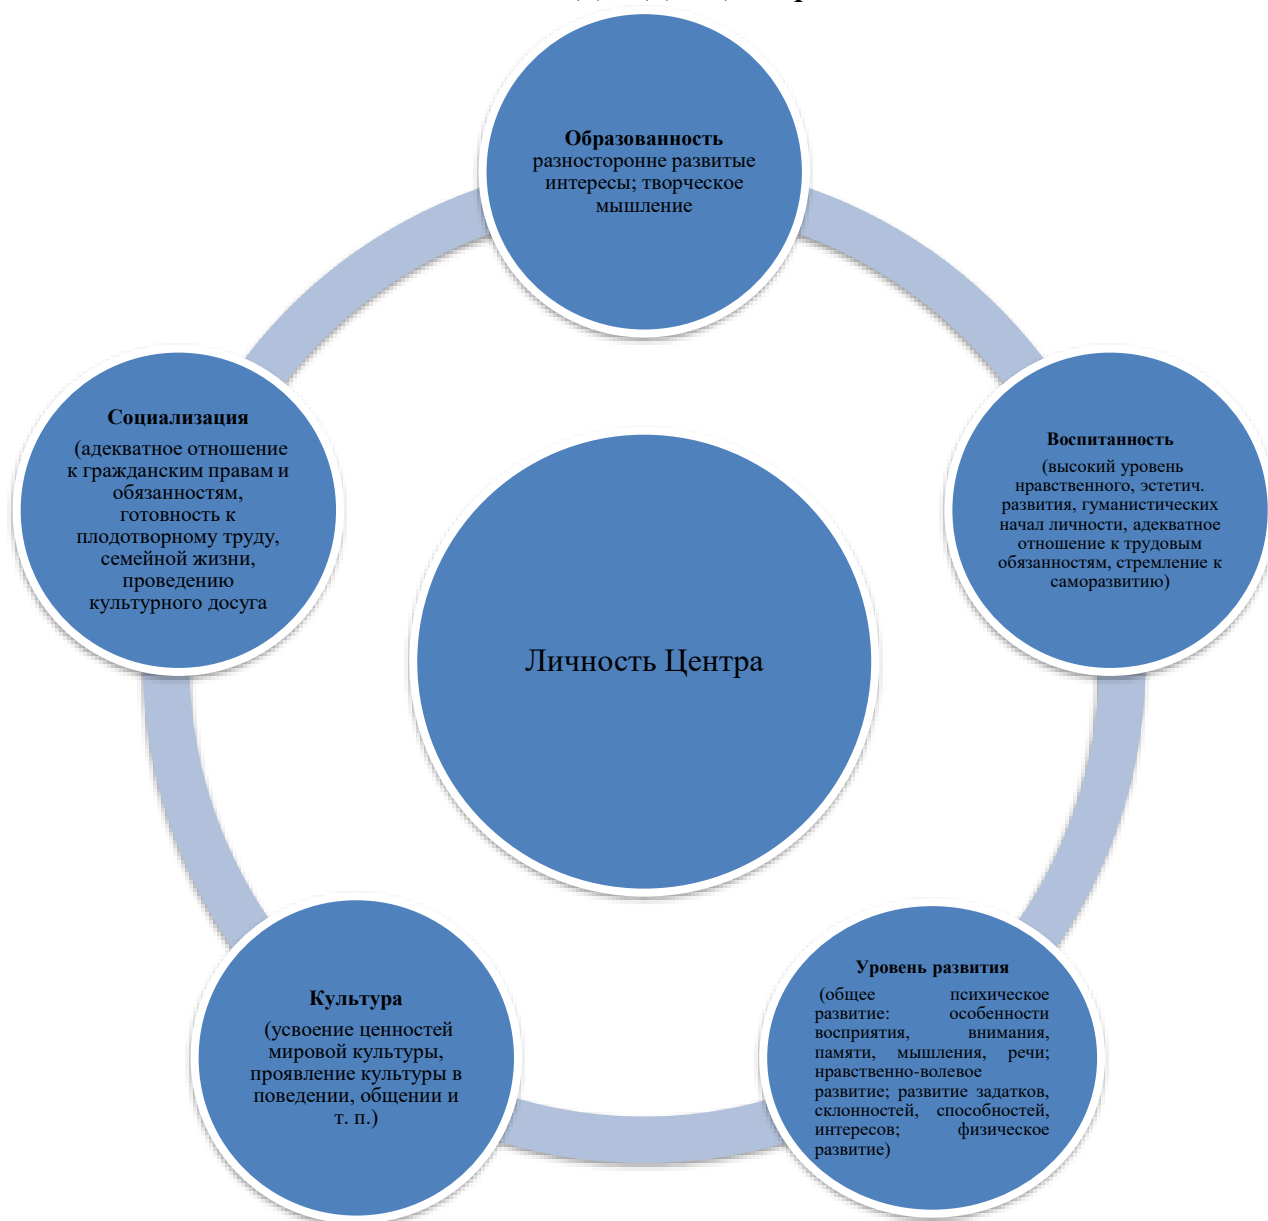 Образованность
разносторонне развитые
интересы; творческое
мышление
Социализация
(адекватное отношение
к гражданским правам и
обязанностям,
готовность к
плодотворному труду,
семейной жизни,
проведению
культурного досуга
Воспитанность
(высокий уровень
нравственного, эстетич.
развития, гуманистических
начал личности, адекватное
отношение к трудовым
обязанностям, стремление к
саморазвитию)
Личность Центра
Культура
(усвоение ценностей
мировой культуры,
проявление культуры в
поведении, общении и
т. п.)
Уровень развития
(общее психическое
развитие: особенности
восприятия, внимания,
памяти, мышления, речи;
нравственно-волевое
развитие; развитие задатков,
склонностей, способностей,
интересов; физическое
развитие)